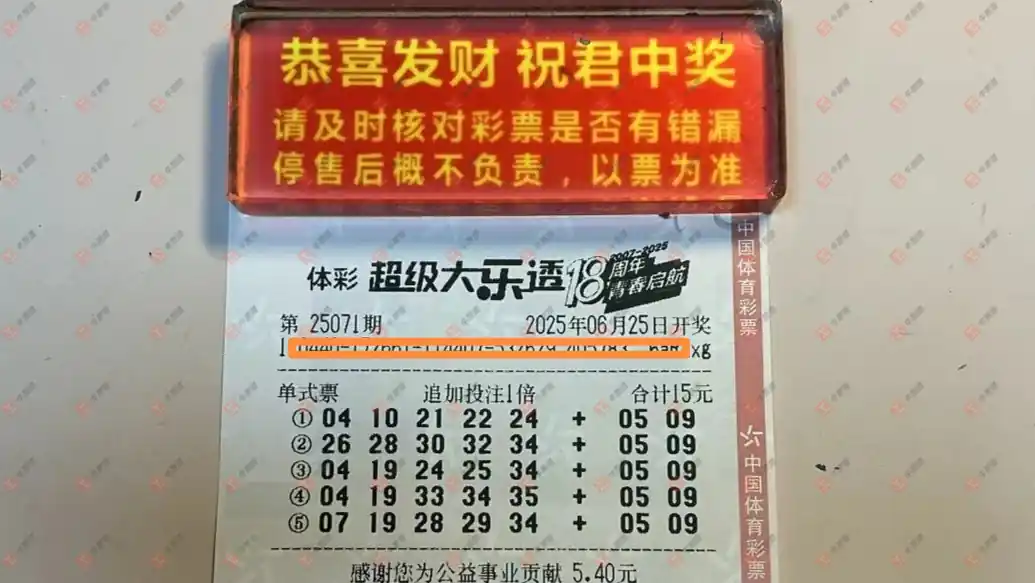 恭喜发财 祝君中奖
请及时核对彩票是否有错漏
停售后概不负责，以票为准
中国体育彩票
体彩 超级大乐透 18周年 2007-2025 青春启航
第 25071期 2025年06月25日开奖
单式票 追加投注1倍 合计15元
① 04 10 21 22 24 + 05 09
② 26 28 30 32 34 + 05 09
③ 04 19 24 25 34 + 05 09
④ 04 19 33 34 35 + 05 09
⑤ 07 19 28 29 34 + 05 09
中国体育彩票
感谢您为公益事业贡献 5.40元